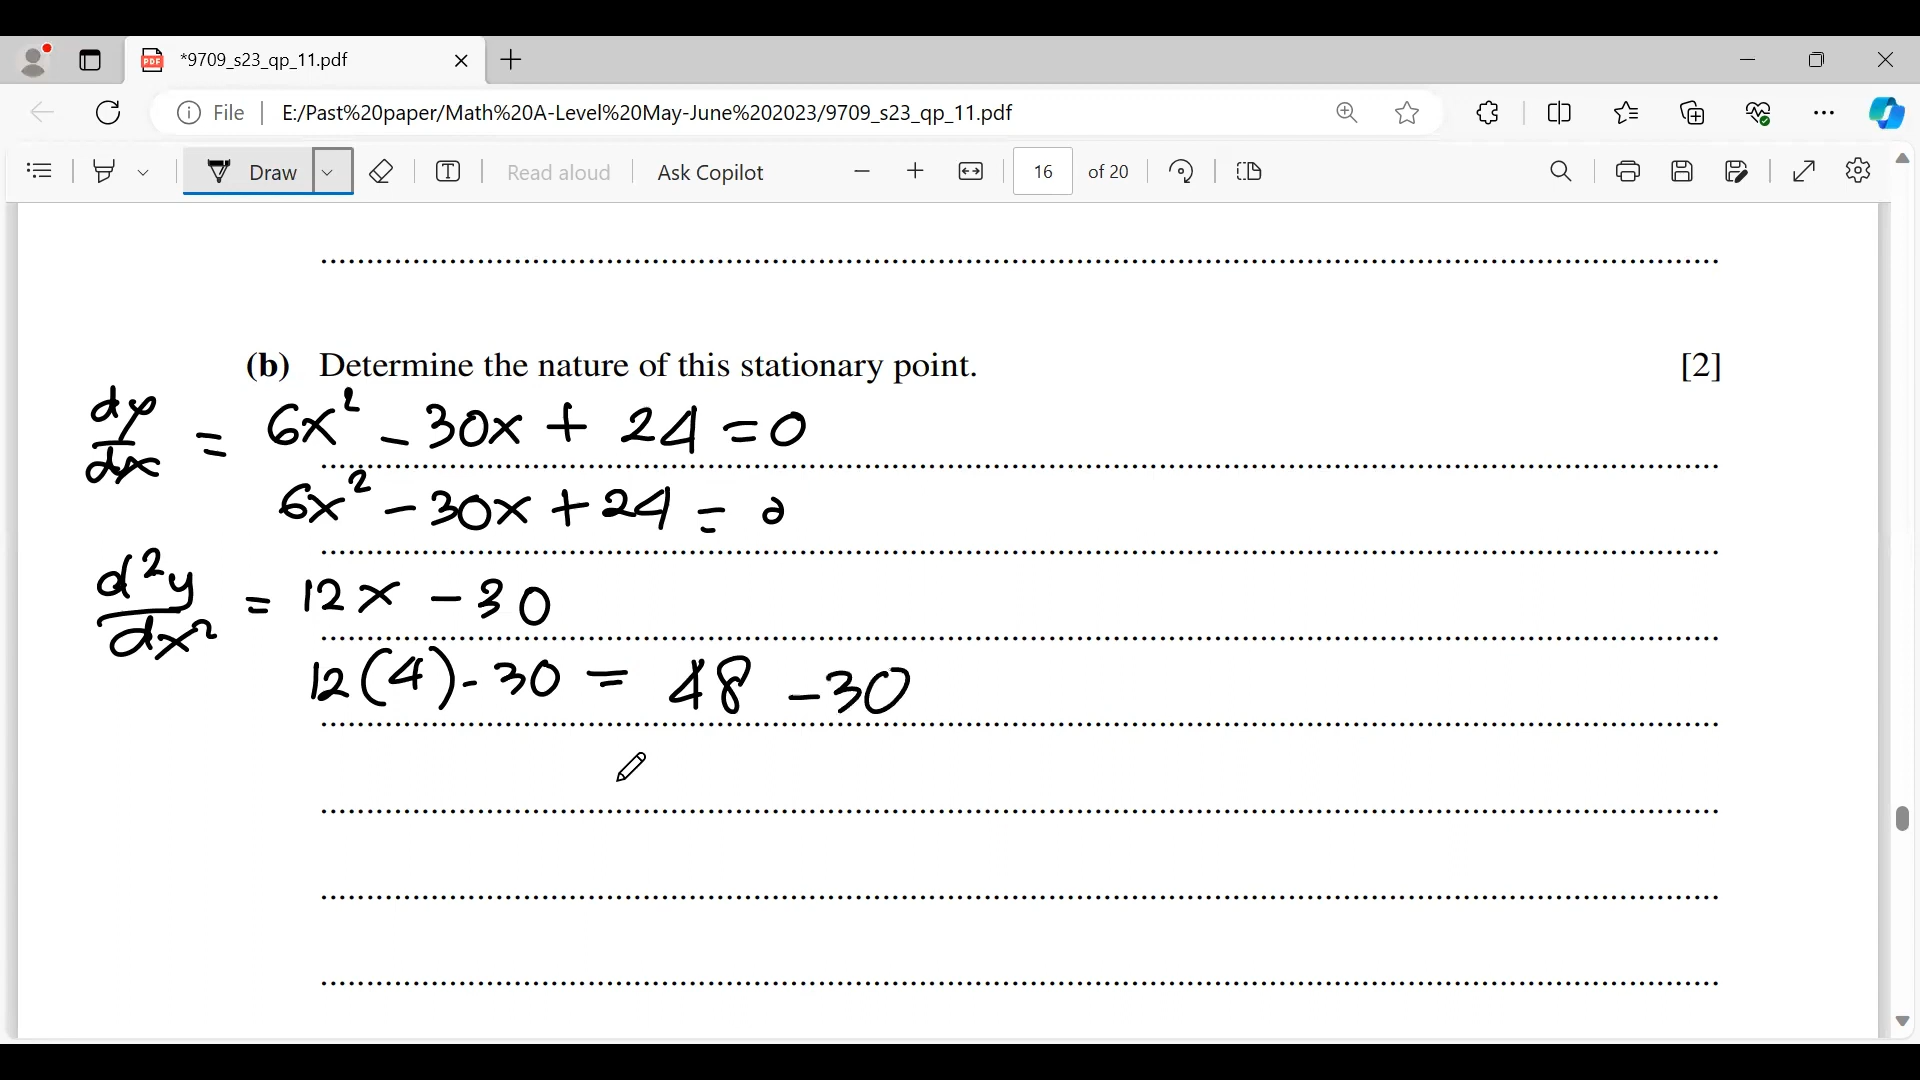 *9709_s23_qp_11.pdf
File E:/Past%20paper/Math%20A-Level%20May-June%202023/9709_s23_qp_11.pdf
Draw Read aloud Ask Copilot 16 of 20
(b) Determine the nature of this stationary point. [2]
dy/dx = 6x² - 30x + 24 = 0
6x² - 30x + 24 = 0
d²y/dx² = 12x - 30
12(4) - 30 = 48 - 30